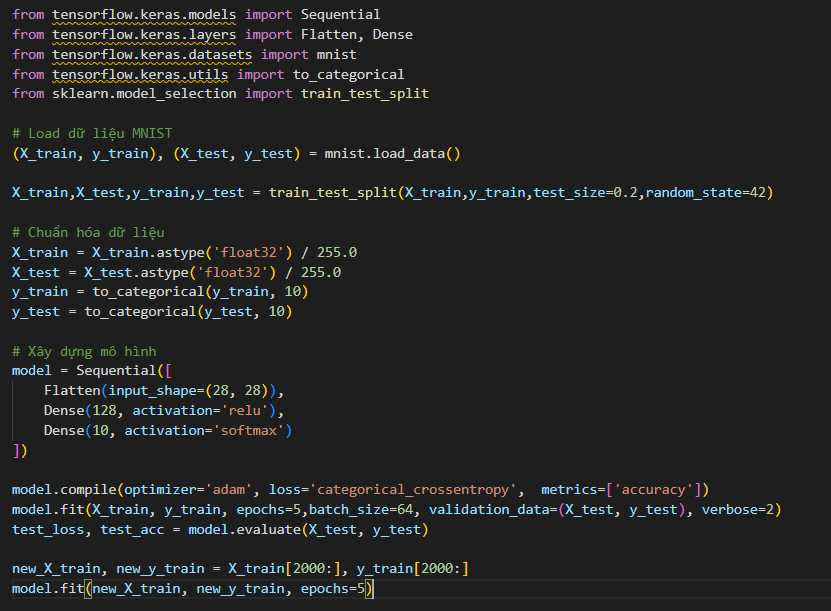 from tensorflow.keras.models import Sequential
from tensorflow.keras.layers import Flatten, Dense
from tensorflow.keras.datasets import mnist
from tensorflow.keras.utils import to_categorical
from sklearn.model_selection import train_test_split
# Load dữ liệu MNIST
(X_train, y_train), (X_test, y_test) = mnist.load_data()
X_train,X_test,y_train,y_test = train_test_split(X_train,y_train,test_size=0.2,random_state=42)
# Chuẩn hóa dữ liệu
X_train = X_train.astype('float32') / 255.0
X_test = X_test.astype('float32') / 255.0
y_train = to_categorical(y_train, 10)
y_test = to_categorical(y_test, 10)
# Xây dựng mô hình
model = Sequential([
    Flatten(input_shape=(28, 28)),
    Dense(128, activation='relu'),
    Dense(10, activation='softmax')
])
model.compile(optimizer='adam', loss='categorical_crossentropy',  metrics=['accuracy'])
model.fit(X_train, y_train, epochs=5,batch_size=64, validation_data=(X_test, y_test), verbose=2)
test_loss, test_acc = model.evaluate(X_test, y_test)
new_X_train, new_y_train = X_train[2000:], y_train[2000:]
model.fit(new_X_train, new_y_train, epochs=5)